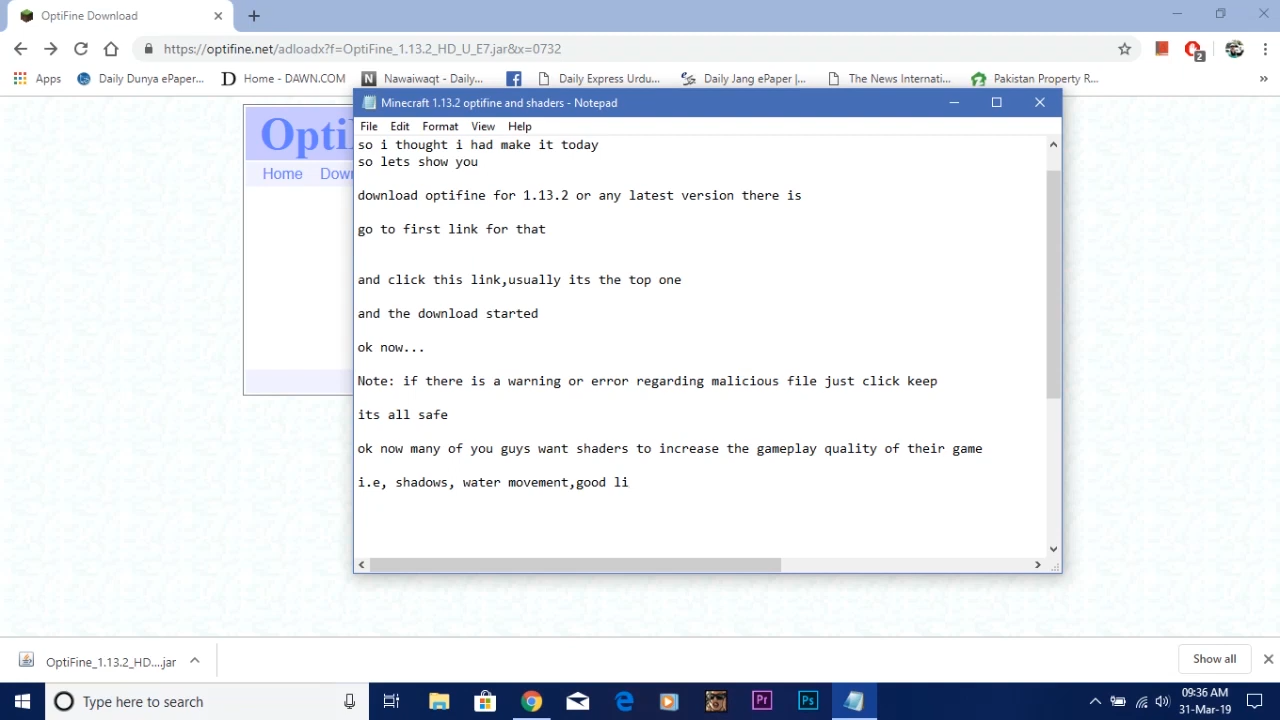 OptiFine Download
https://optifine.net/adloadx?f=OptiFine_1.13.2_HD_U_E7.jar&x=0732
2
Apps
Daily Dunya ePaper...
D Home - DAWN.COM
N Nawaiwaqt - Daily...
Daily Express Urdu...
Daily Jang ePaper |...
The News Internati...
Pakistan Property R...
»
Opti
Home Down
Minecraft 1.13.2 optifine and shaders - Notepad
File Edit Format View Help
so i thought i had make it today
so lets show you
download optifine for 1.13.2 or any latest version there is
go to first link for that
and click this link,usually its the top one
and the download started
ok now...
Note: if there is a warning or error regarding malicious file just click keep
its all safe
ok now many of you guys want shaders to increase the gameplay quality of their game
i.e, shadows, water movement,good li
OptiFine_1.13.2_HD....jar
Show all
Type here to search
Pr
Ps
09:36 AM
31-Mar-19